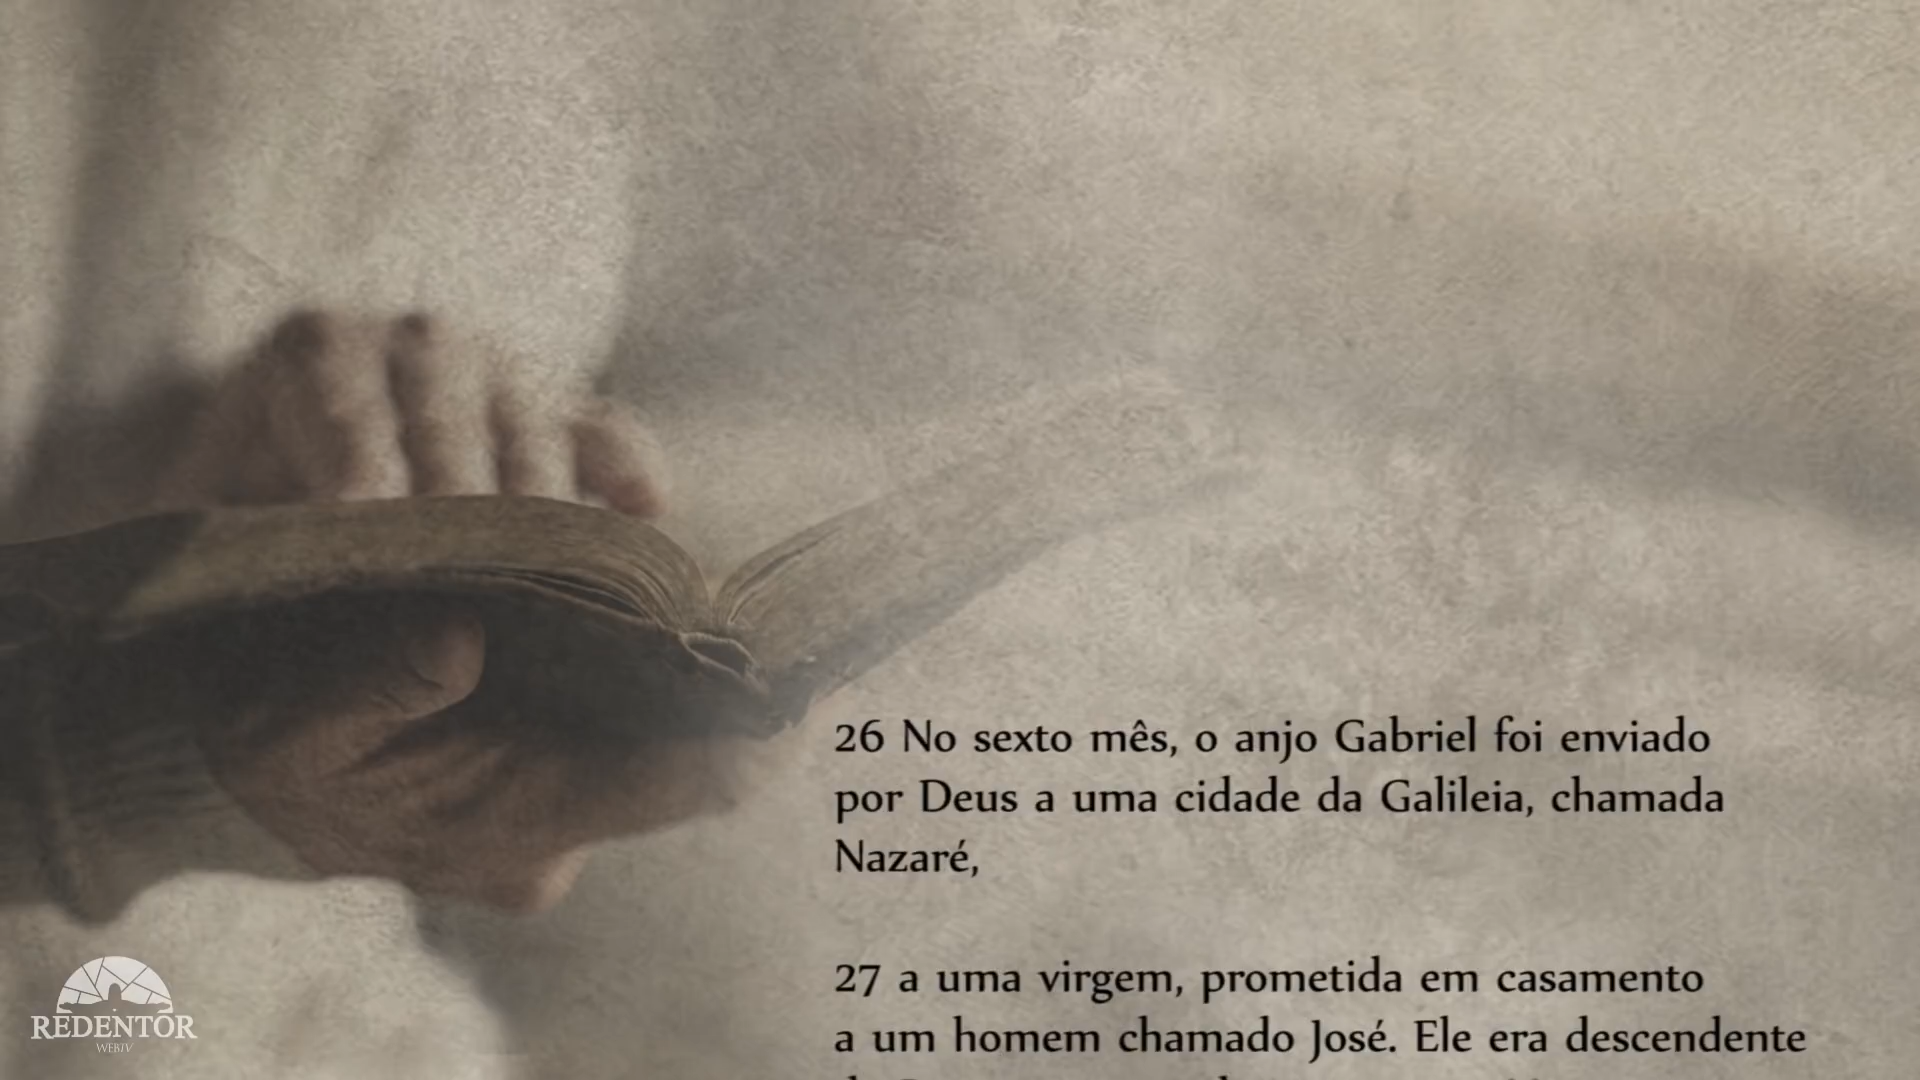 26 No sexto mês, o anjo Gabriel foi enviado
por Deus a uma cidade da Galileia, chamada
Nazaré,
27 a uma virgem, prometida em casamento
a um homem chamado José. Ele era descendente
REDENTOR
WEBTV